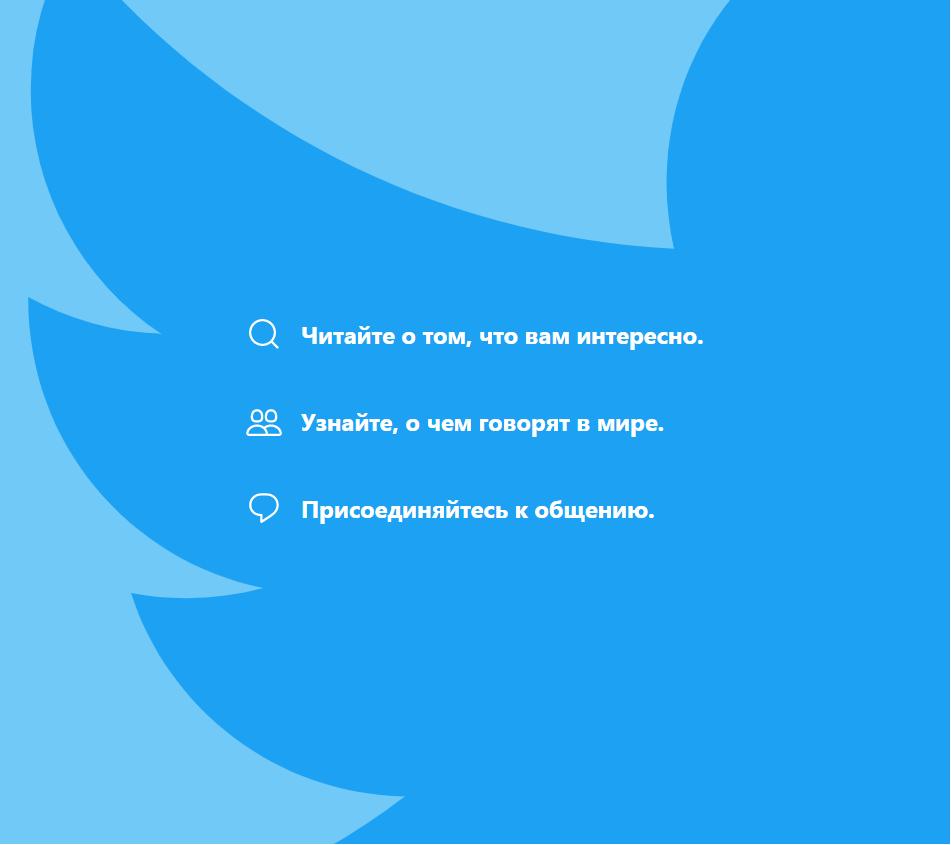 Читайте о том, что вам интересно.
Узнайте, о чем говорят в мире.
Присоединяйтесь к общению.